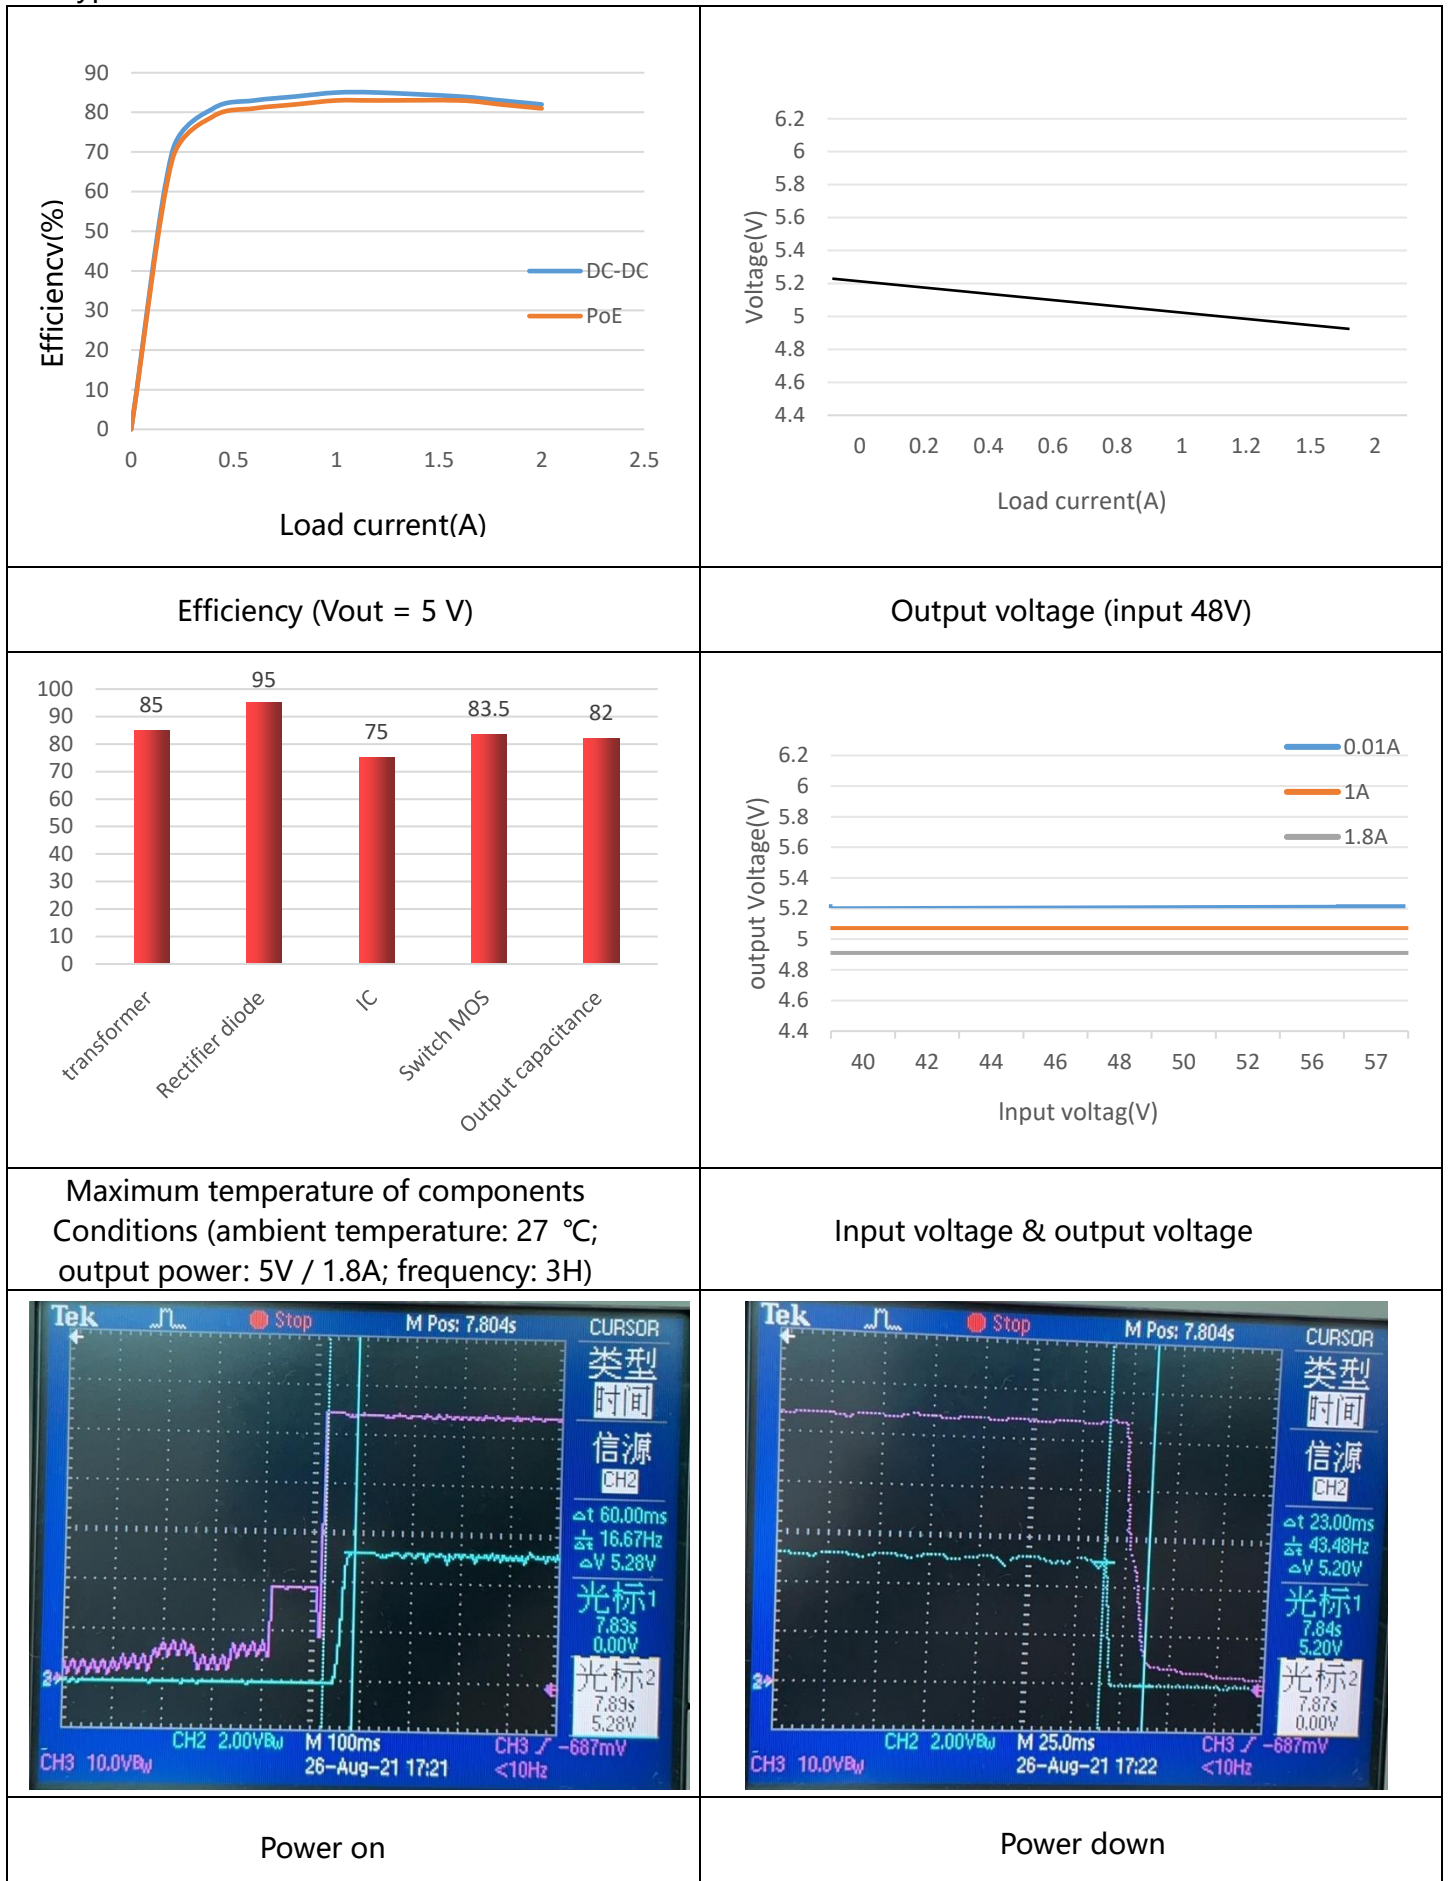 90
80
70
60
50
40
30
20
10
0
Efficiency(%)
DC-DC
PoE
0 0.5 1 1.5 2 2.5
Load current(A)
6.2
6
5.8
5.6
5.4
5.2
5
4.8
4.6
4.4
Voltage(V)
0 0.2 0.4 0.6 0.8 1 1.2 1.5 2
Load current(A)
Efficiency (Vout = 5 V)
Output voltage (input 48V)
100
90
80
70
60
50
40
30
20
10
0
85
95
75
83.5
82
transformer
Rectifier diode
IC
Switch MOS
Output capacitance
6.2
6
5.8
5.6
5.4
5.2
5
4.8
4.6
4.4
output Voltage(V)
0.01A
1A
1.8A
40 42 44 46 48 50 52 56 57
Input voltag(V)
Maximum temperature of components
Conditions (ambient temperature: 27 ℃;
output power: 5V / 1.8A; frequency: 3H)
Input voltage & output voltage
Tek Stop M Pos: 7.804s CURSOR
类型
时间
信源
CH2
△t 60.00ms
1/△t 16.67Hz
△V 5.28V
光标1
7.83s
0.00V
光标2
7.89s
5.28V
2
CH2 2.00VBW M 100ms CH3 -687mV
CH3 10.0VBW 26-Aug-21 17:21 <10Hz
Tek Stop M Pos: 7.804s CURSOR
类型
时间
信源
CH2
△t 23.00ms
1/△t 43.48Hz
△V 5.20V
光标1
7.84s
5.20V
光标2
7.87s
0.00V
2
CH2 2.00VBW M 25.0ms CH3 -687mV
CH3 10.0VBW 26-Aug-21 17:22 <10Hz
Power on
Power down